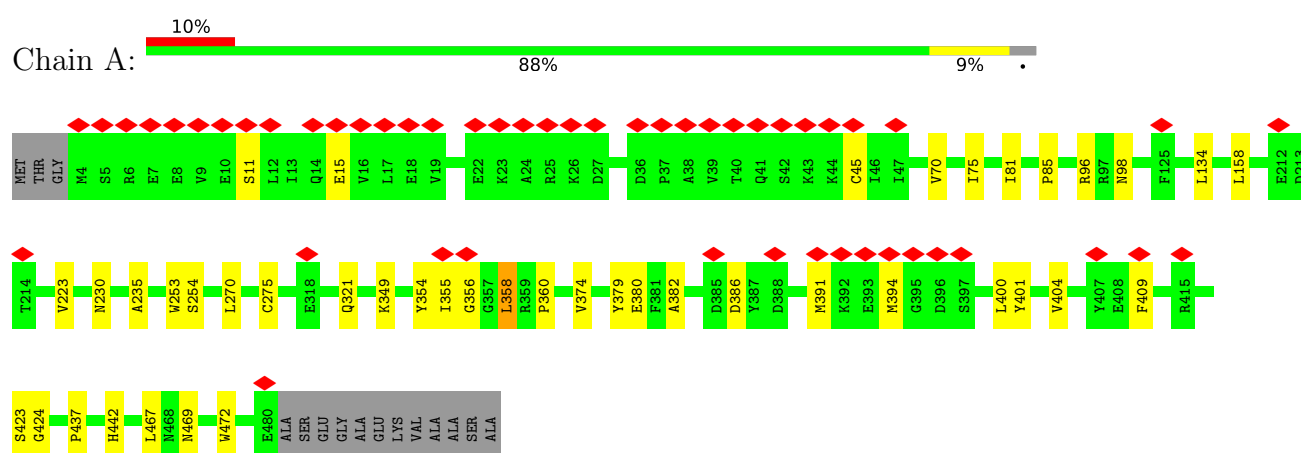 10%
Chain A:
88% 9% •
MET THR GLY M4 S5 R6 E7 E8 V9 E10 S11 L12 I13 Q14 E15 V16 L17 E18 V19 E22 K23 A24 R25 K26 D27 D36 P37 A38 V39 T40 Q41 S42 K43 K44 C45 I46 I47 V70 I75 I81 P85 R96 R97 N98 F125 L134 L158 E212 D213
T214 V223 N230 A235 W253 S254 L270 C275 E318 Q321 K349 Y354 I355 G356 G357 L358 R359 P360 V374 Y379 E380 F381 A382 D385 D386 Y387 D388 M391 K392 E393 M394 G395 D396 S397 L400 Y401 V404 Y407 E408 F409 R415
S423 G424 P437 H442 L467 N468 N469 W472 E480 ALA SER GLU GLY ALA GLU LYS VAL ALA ALA SER ALA